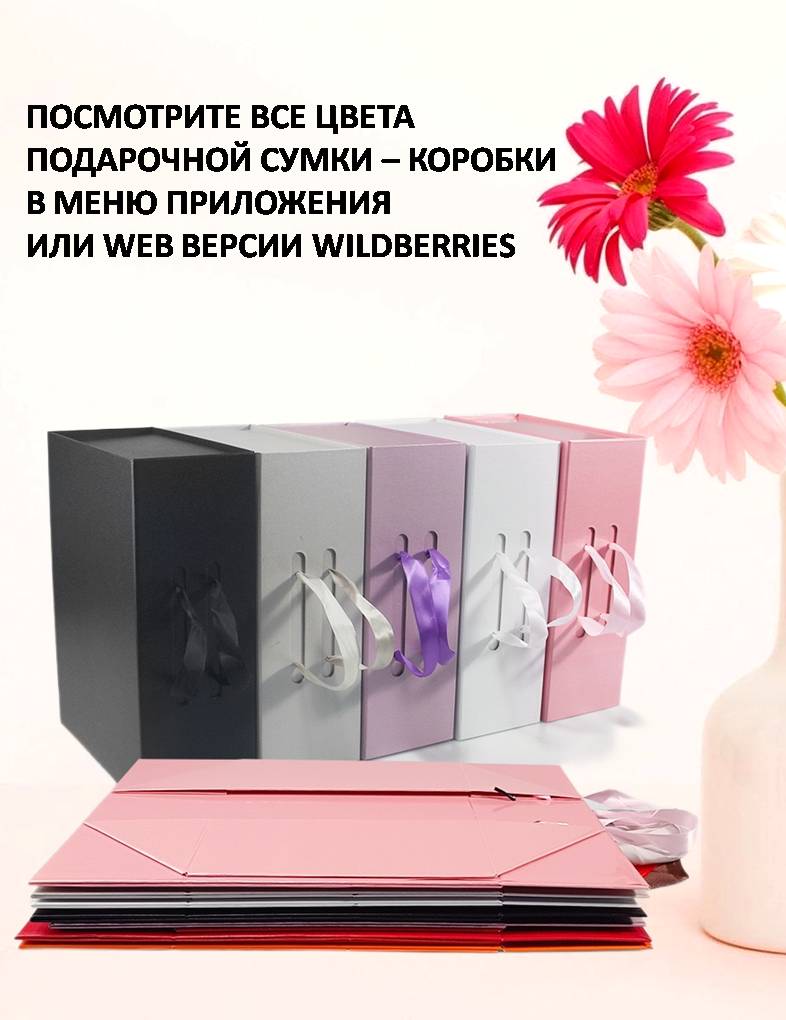 ПОСМОТРИТЕ ВСЕ ЦВЕТА
ПОДАРОЧНОЙ СУМКИ – КОРОБКИ
В МЕНЮ ПРИЛОЖЕНИЯ
ИЛИ WEB ВЕРСИИ WILDBERRIES